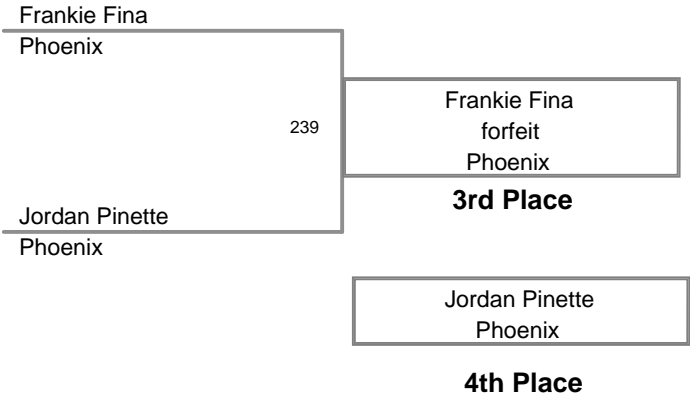 Frankie Fina
Phoenix
239
Frankie Fina
forfeit
Phoenix
3rd Place
Jordan Pinette
Phoenix
Jordan Pinette
Phoenix
4th Place